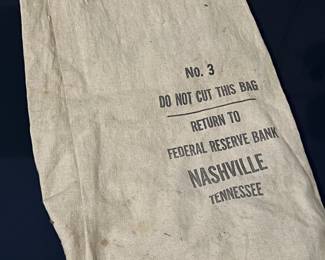 No. 3
DO NOT CUT THIS BAG
RETURN TO
FEDERAL RESERVE BANK
NASHVILLE
TENNESSEE